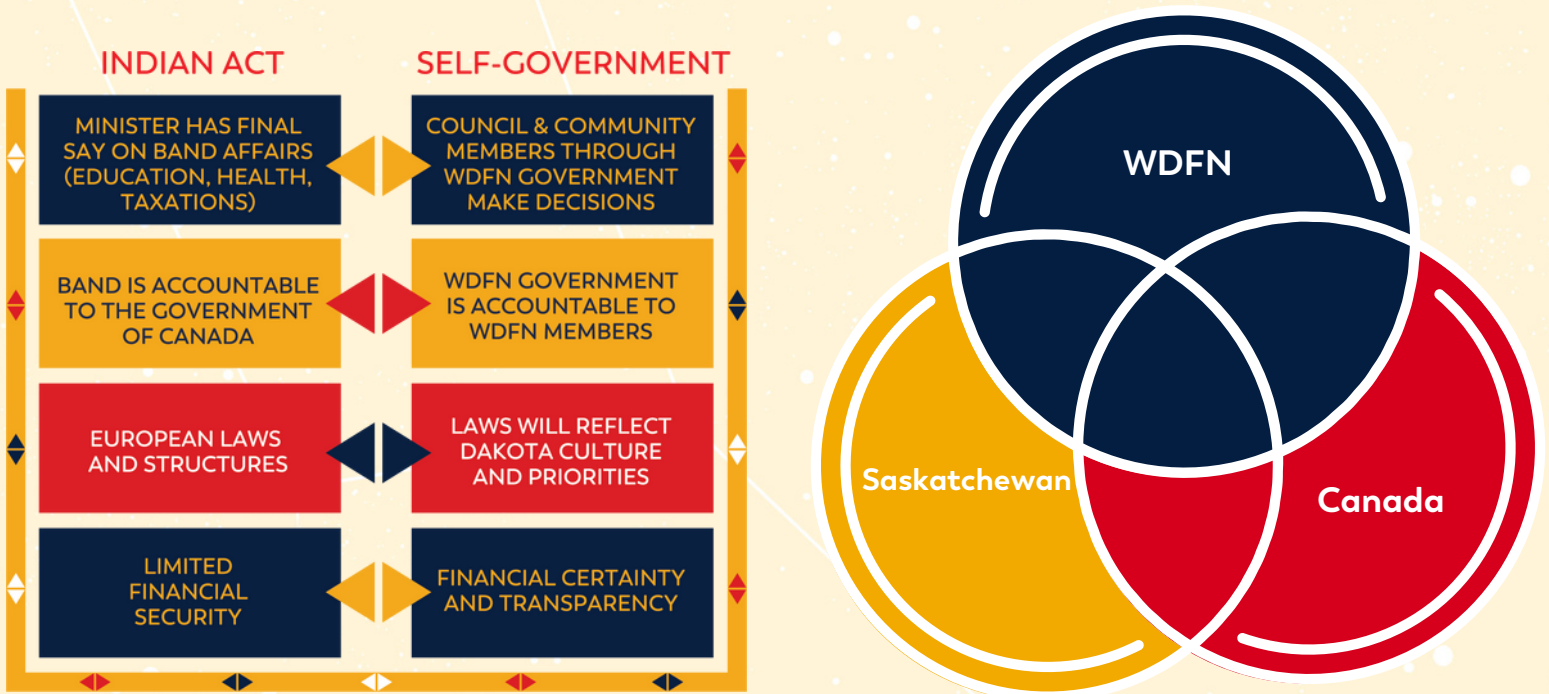 INDIAN ACT
SELF-GOVERNMENT
MINISTER HAS FINAL
SAY ON BAND AFFAIRS
(EDUCATION, HEALTH,
TAXATIONS)
COUNCIL & COMMUNITY
MEMBERS THROUGH
WDFN GOVERNMENT
MAKE DECISIONS
BAND IS ACCOUNTABLE
TO THE GOVERNMENT
OF CANADA
WDFN GOVERNMENT
IS ACCOUNTABLE TO
WDFN MEMBERS
EUROPEAN LAWS
AND STRUCTURES
LAWS WILL REFLECT
DAKOTA CULTURE
AND PRIORITIES
LIMITED
FINANCIAL
SECURITY
FINANCIAL CERTAINTY
AND TRANSPARENCY
WDFN
Saskatchewan
Canada